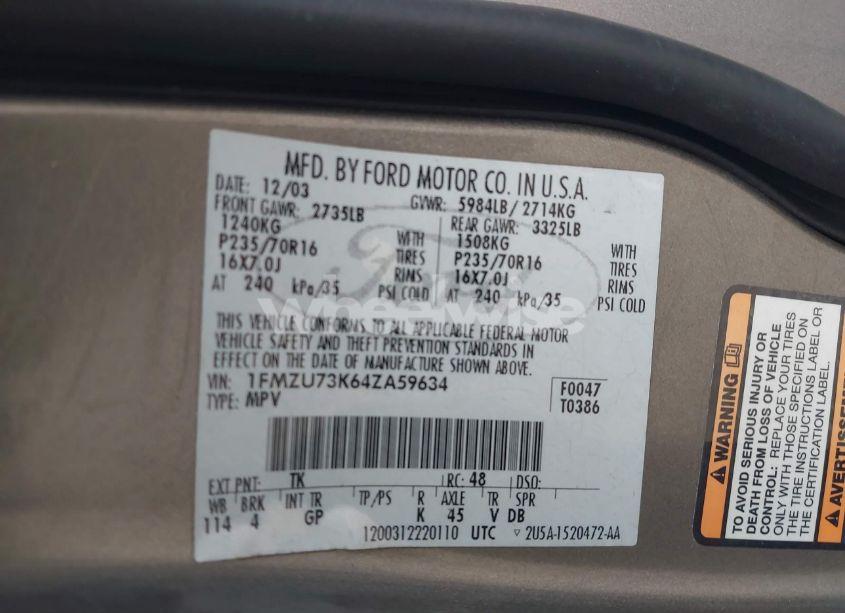 MFD. BY FORD MOTOR CO. IN U.S.A.
DATE: 12/03 GVWR: 5984LB/ 2714KG
FRONT GAWR: 2735LB REAR GAWR: 3325LB
1240KG WITH 1508KG WITH
P235/70R16 TIRES P235/70R16 TIRES
16X7.0J RIMS 16X7.0J RIMS
AT 240 kPa/35 PSI COLD AT 240 kPa/35 PSI COLD
Ford
wheelwise
THIS VEHICLE CONFORMS TO ALL APPLICABLE FEDERAL MOTOR
VEHICLE SAFETY AND THEFT PREVENTION STANDARDS IN
EFFECT ON THE DATE OF MANUFACTURE SHOWN ABOVE.
VIN: 1FMZU73K64ZA59634 F0047
TYPE: MPV T0386
EXT PNT: TK RC: 48 DSO:
WB BRK INT TR TP/PS R AXLE TR SPR
114 4 GP K 45 V DB
1200312220110 UTC 2U5A-1520472-AA
WARNING
TO AVOID SERIOUS INJURY OR
DEATH FROM LOSS OF VEHICLE
CONTROL: REPLACE YOUR TIRES
ONLY WITH THOSE SPECIFIED ON
THE TIRE INSTRUCTIONS LABEL OR
THE CERTIFICATION LABEL
AVERTISSEMENT